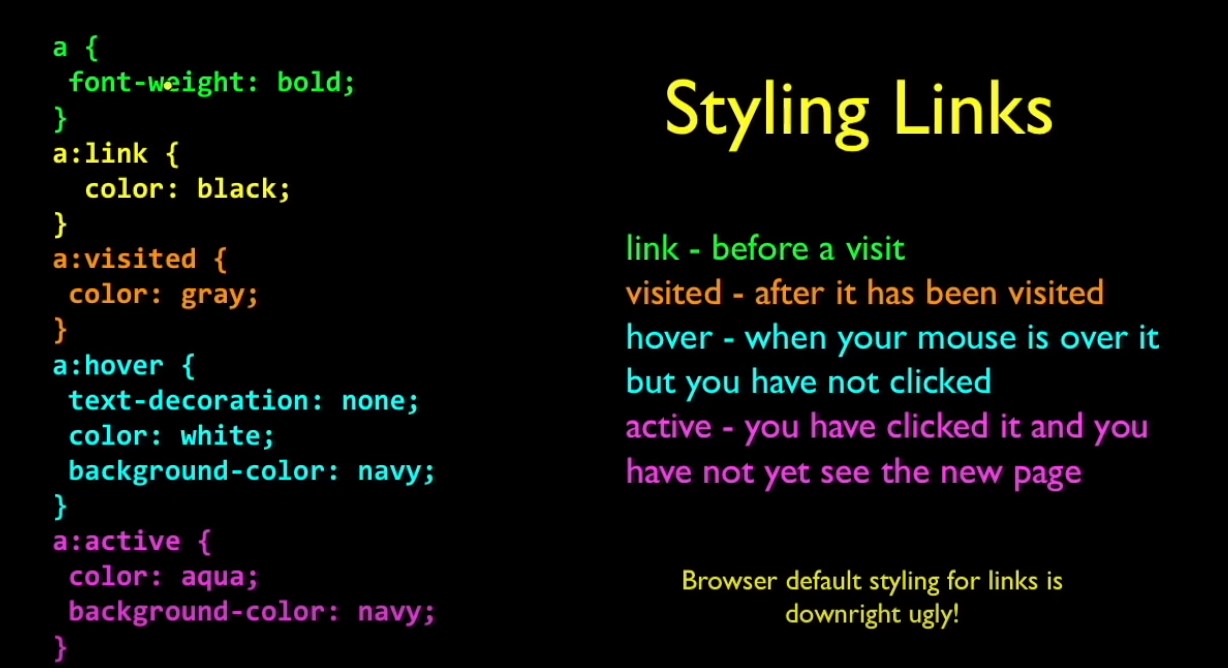 a {
 font-weight: bold;
}
a:link {
  color: black;
}
a:visited {
 color: gray;
}
a:hover {
 text-decoration: none;
 color: white;
 background-color: navy;
}
a:active {
 color: aqua;
 background-color: navy;
}
Styling Links
link - before a visit
visited - after it has been visited
hover - when your mouse is over it
but you have not clicked
active - you have clicked it and you
have not yet see the new page
Browser default styling for links is
downright ugly!